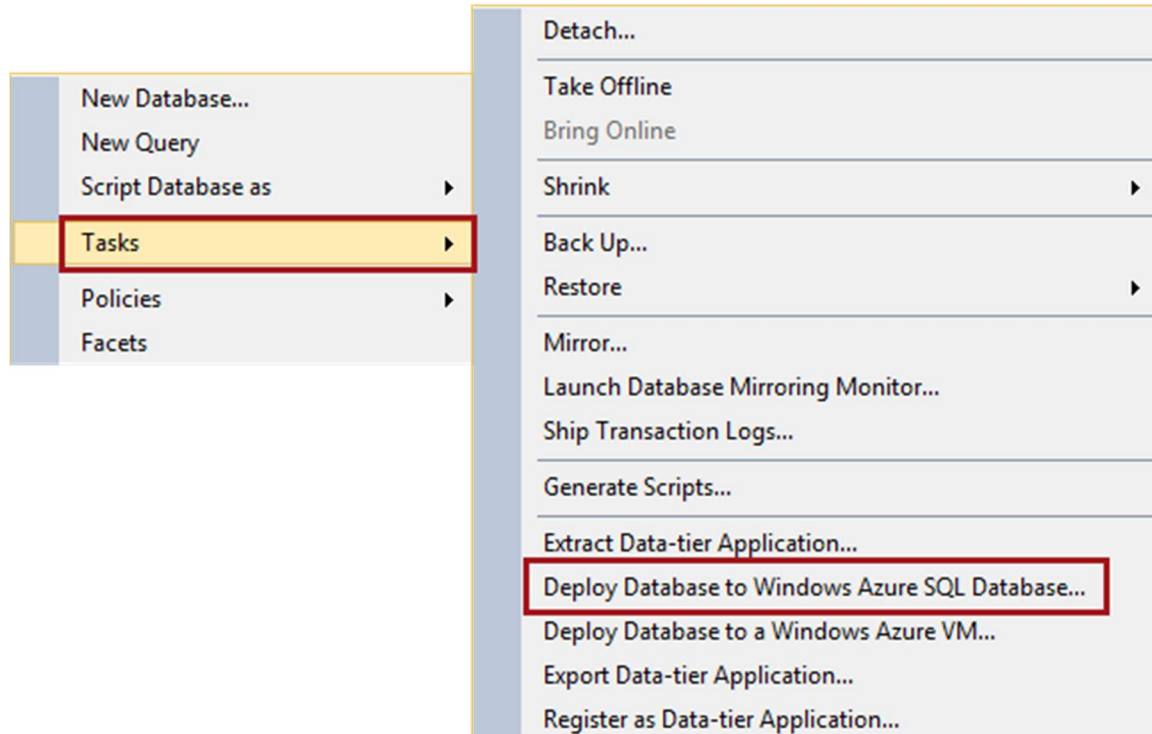 New Database...
New Query
Script Database as
Tasks
Policies
Facets
Detach...
Take Offline
Bring Online
Shrink
Back Up...
Restore
Mirror...
Launch Database Mirroring Monitor...
Ship Transaction Logs...
Generate Scripts...
Extract Data-tier Application...
Deploy Database to Windows Azure SQL Database...
Deploy Database to a Windows Azure VM...
Export Data-tier Application...
Register as Data-tier Application...